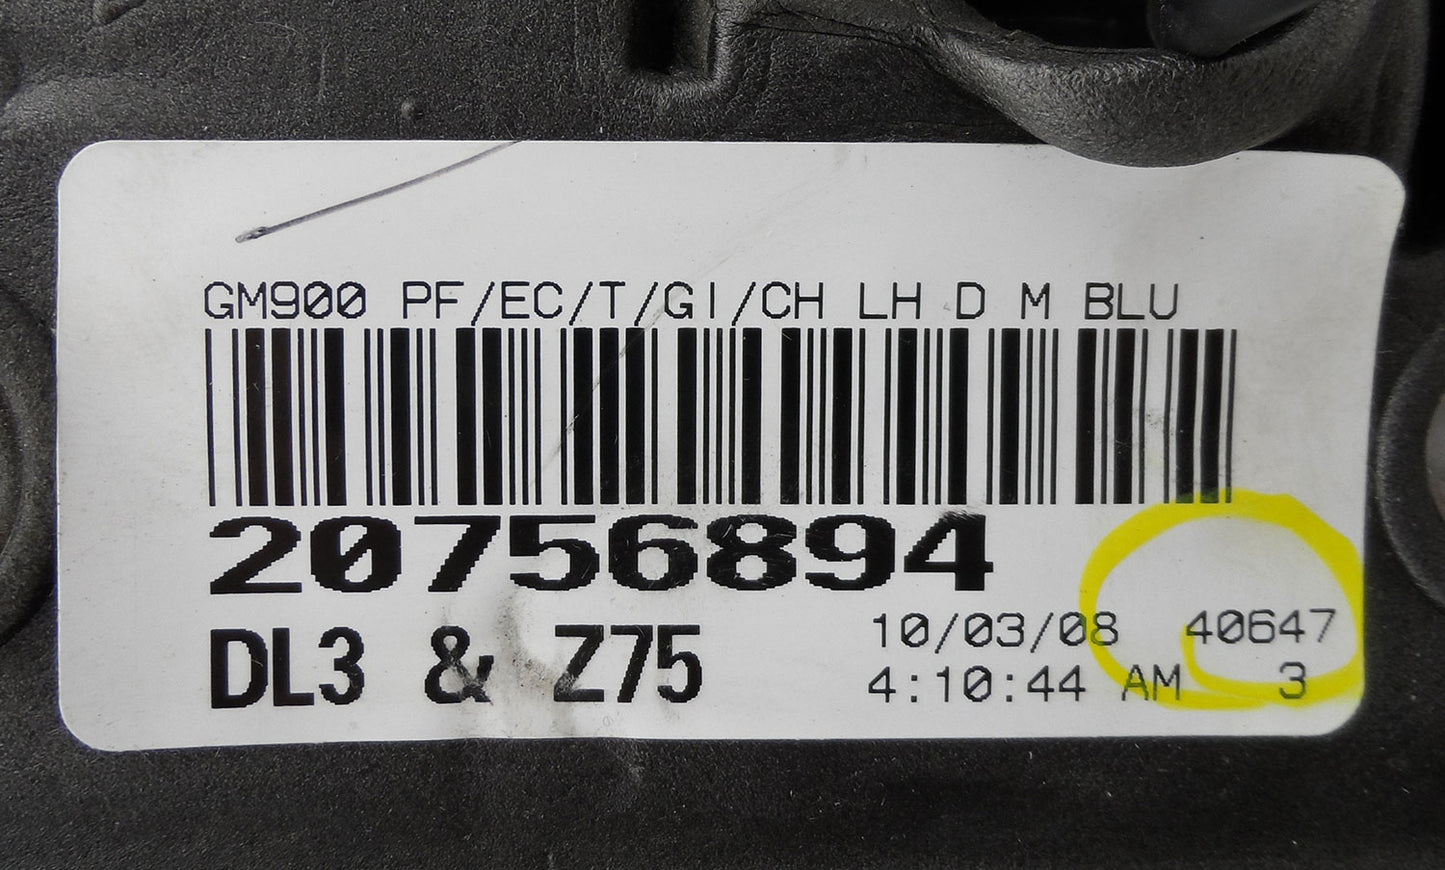 GM900 PF/EC/T/GI/CH LH D M BLU
20756894
DL3 & Z75
10/03/08 40647
4:10:44 AM 3